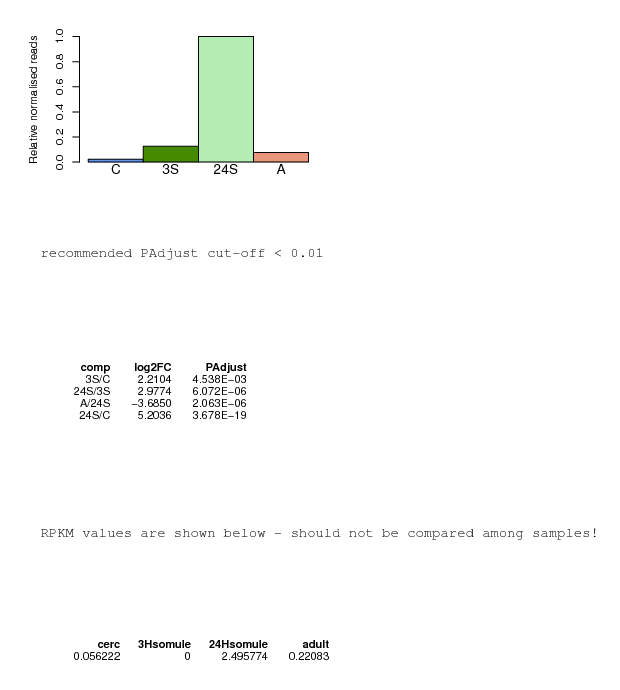 Relative normalised reads
1.0
0.8
0.6
0.4
0.2
0.0
C 3S 24S A
recommended PAdjust cut-off < 0.01
comp log2FC PAdjust
3S/C 2.2104 4.538E-03
24S/3S 2.9774 6.072E-06
A/24S -3.6850 2.063E-06
24S/C 5.2036 3.678E-19
RPKM values are shown below - should not be compared among samples!
cerc 3Hsomule 24Hsomule adult
0.056222 0 2.495774 0.22083